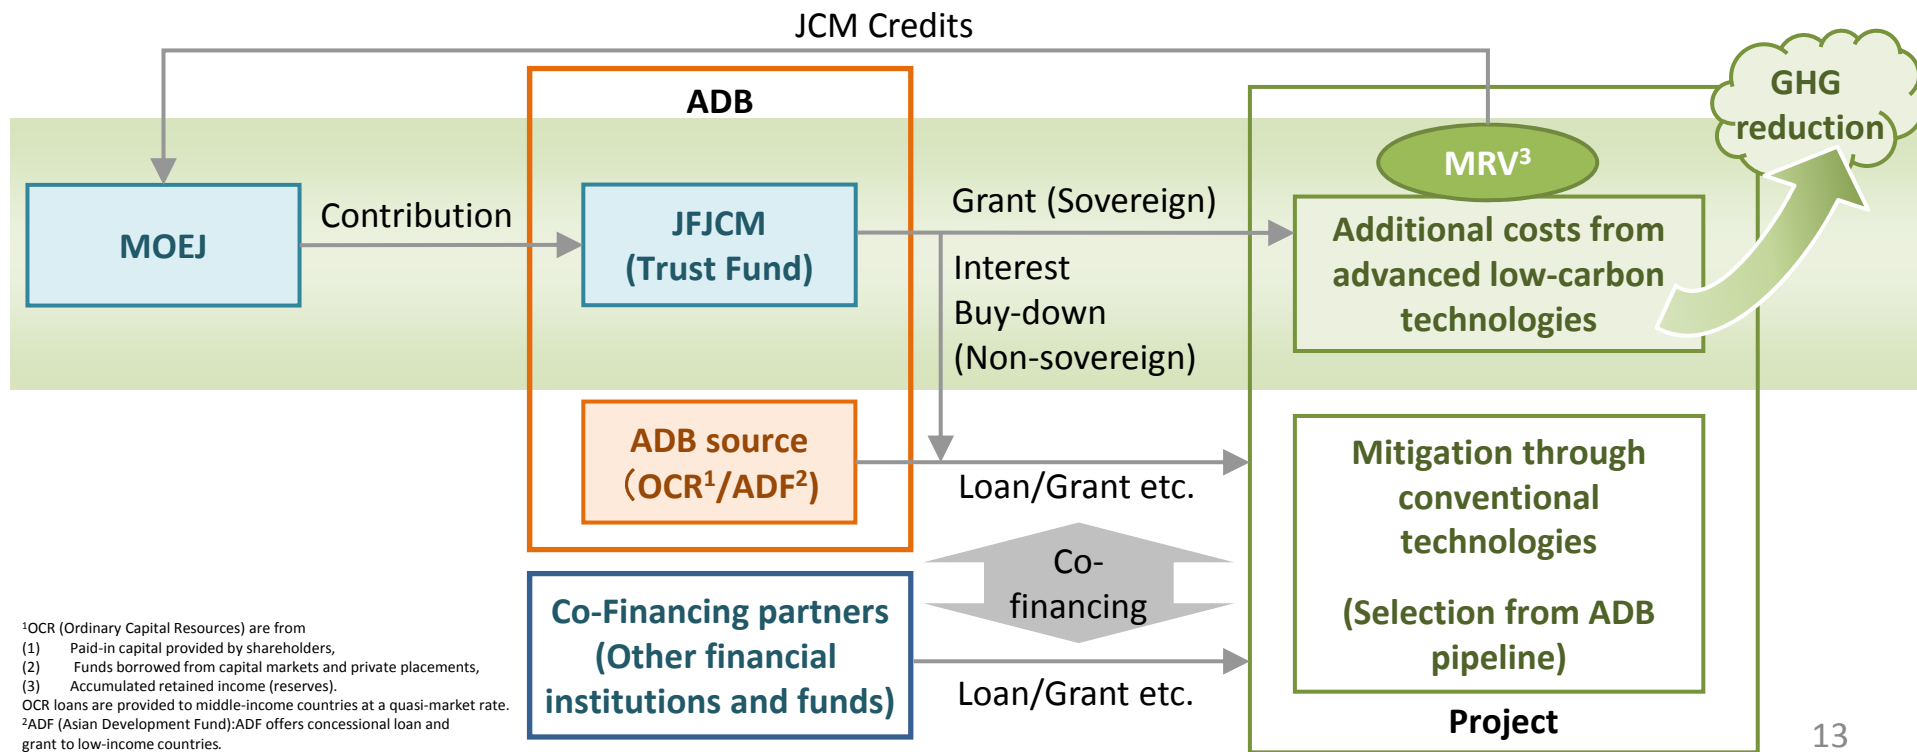 JCM Credits
ADB
GHG
reduction
MRV³
MOEJ
Contribution
JFJCM
(Trust Fund)
Grant (Sovereign)
Interest
Buy-down
(Non-sovereign)
Additional costs from
advanced low-carbon
technologies
ADB source
（OCR¹/ADF²)
Loan/Grant etc.
Mitigation through
conventional
technologies
(Selection from ADB
pipeline)
Co-
financing
Co-Financing partners
(Other financial
institutions and funds)
Loan/Grant etc.
Project
¹OCR (Ordinary Capital Resources) are from
(1) Paid-in capital provided by shareholders,
(2) Funds borrowed from capital markets and private placements,
(3) Accumulated retained income (reserves).
OCR loans are provided to middle-income countries at a quasi-market rate.
²ADF (Asian Development Fund):ADF offers concessional loan and
grant to low-income countries.
13